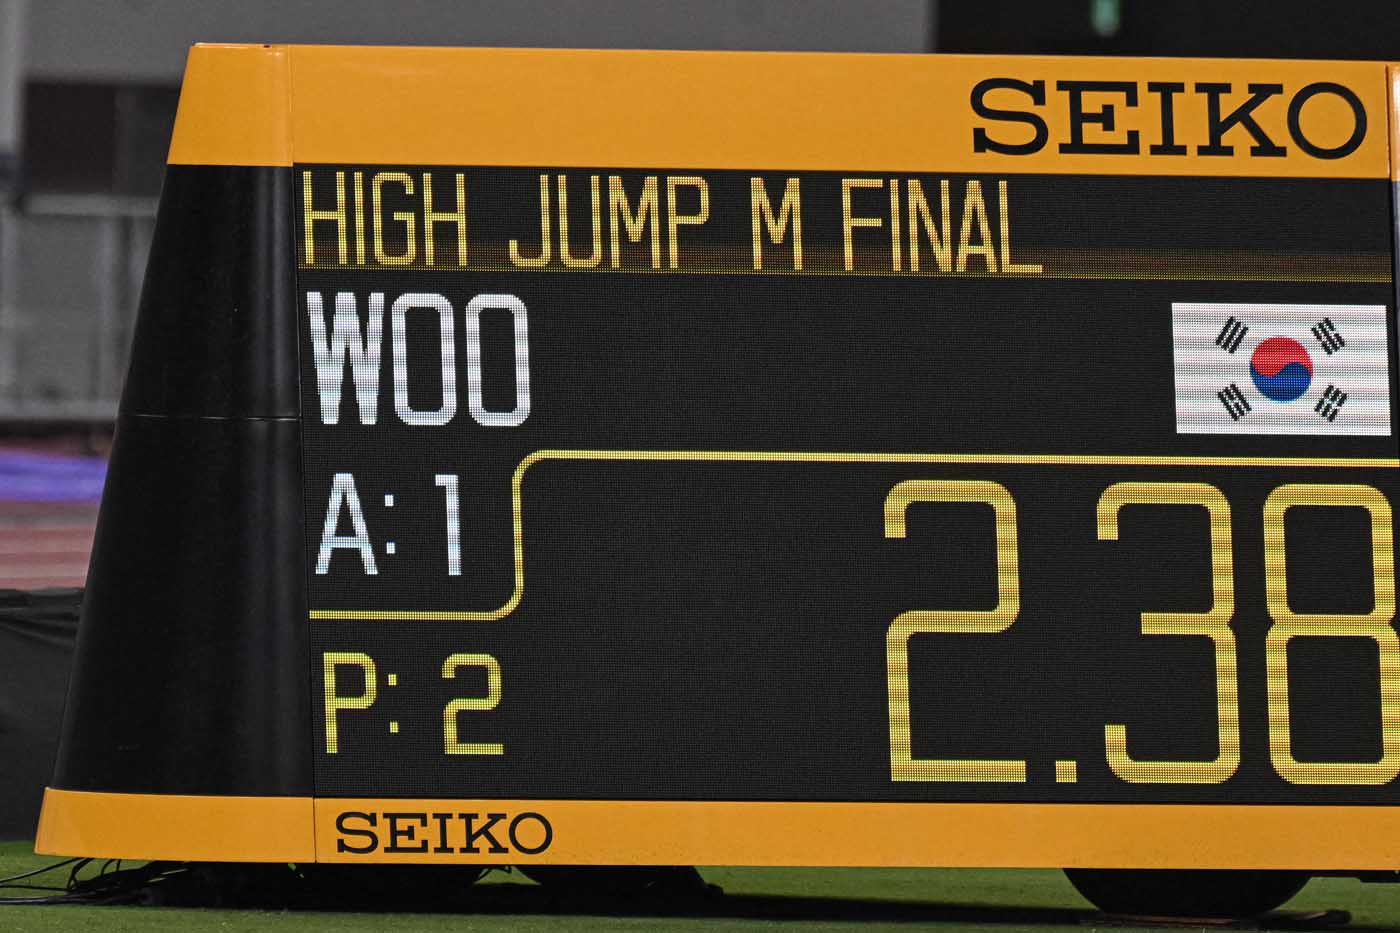 SEIKO
HIGH JUMP M FINAL
WOO
A: 1
2.38
P: 2
SEIKO